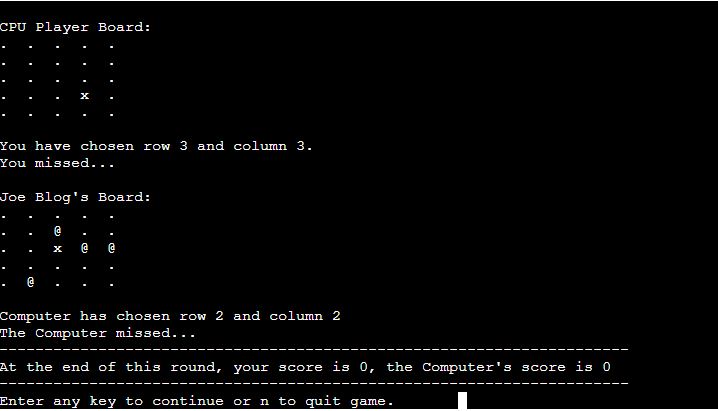 CPU Player Board:
. . . . .
. . . . .
. . . . .
. . . x .
. . . . .
You have chosen row 3 and column 3.
You missed...
Joe Blog's Board:
. . . . .
. . @ . .
. . x @ @
. . . . .
. @ . . .
Computer has chosen row 2 and column 2
The Computer missed...
----------------------------------------------------------------------
At the end of this round, your score is 0, the Computer's score is 0
----------------------------------------------------------------------
Enter any key to continue or n to quit game.